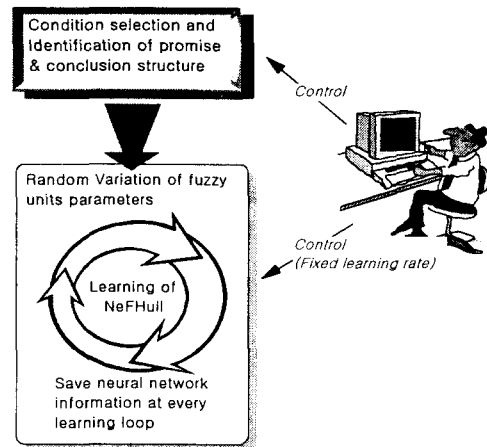 Condition selection and
Identification of promise
& conclusion structure
Control
Random Variation of fuzzy
units parameters
Control
(Fixed learning rate)
Learning of
NeFHull
Save neural network
information at every
learning loop